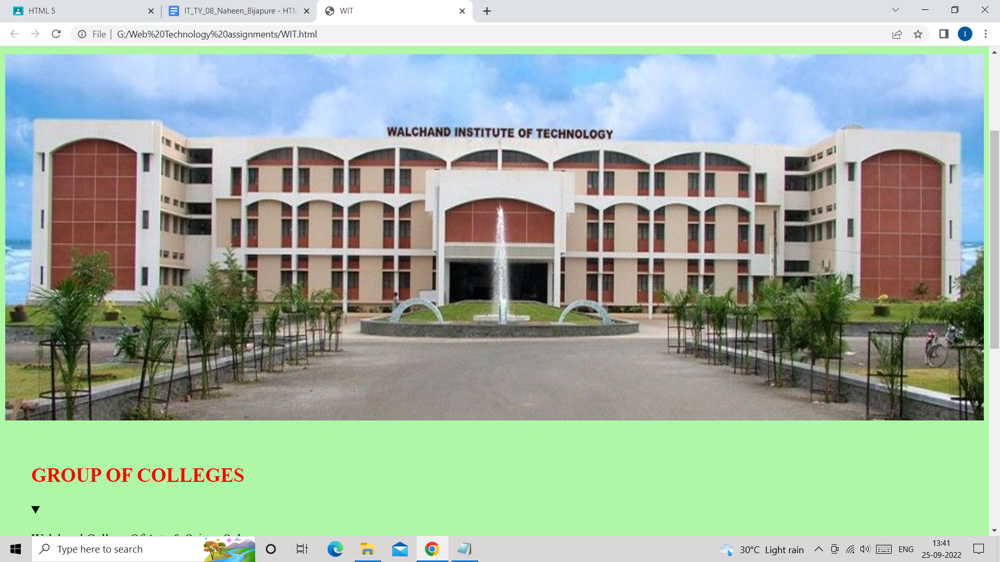 HTML 5
IT_TY_08_Naheen_Bijapure - HTM
WIT
File
G:/Web%20Technology%20assignments/WIT.html
I
WALCHAND INSTITUTE OF TECHNOLOGY
GROUP OF COLLEGES
Type here to search
30°C Light rain
ENG
13:41
25-09-2022